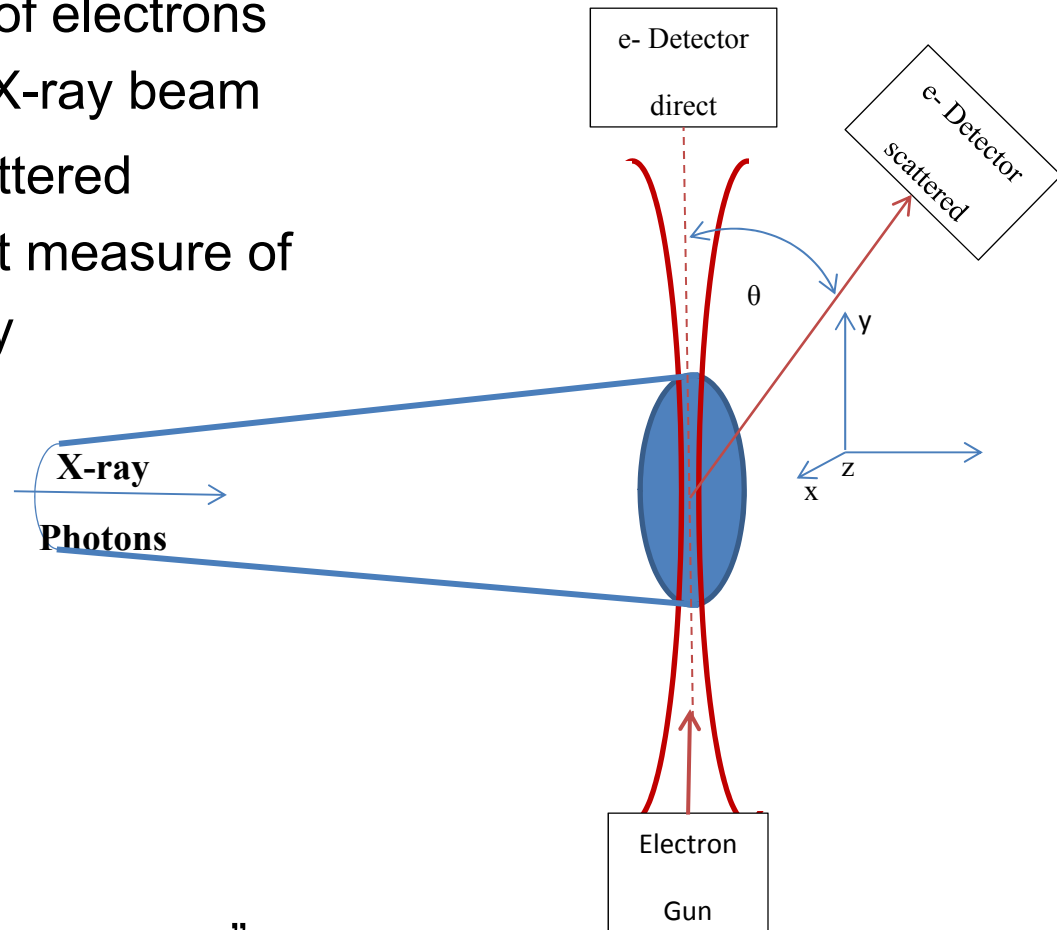 of electrons
X-ray beam
ttered
t measure of
y
e- Detector
direct
e- Detector
scattered
θ
y
z
x
X-ray
Photons
Electron
Gun
”